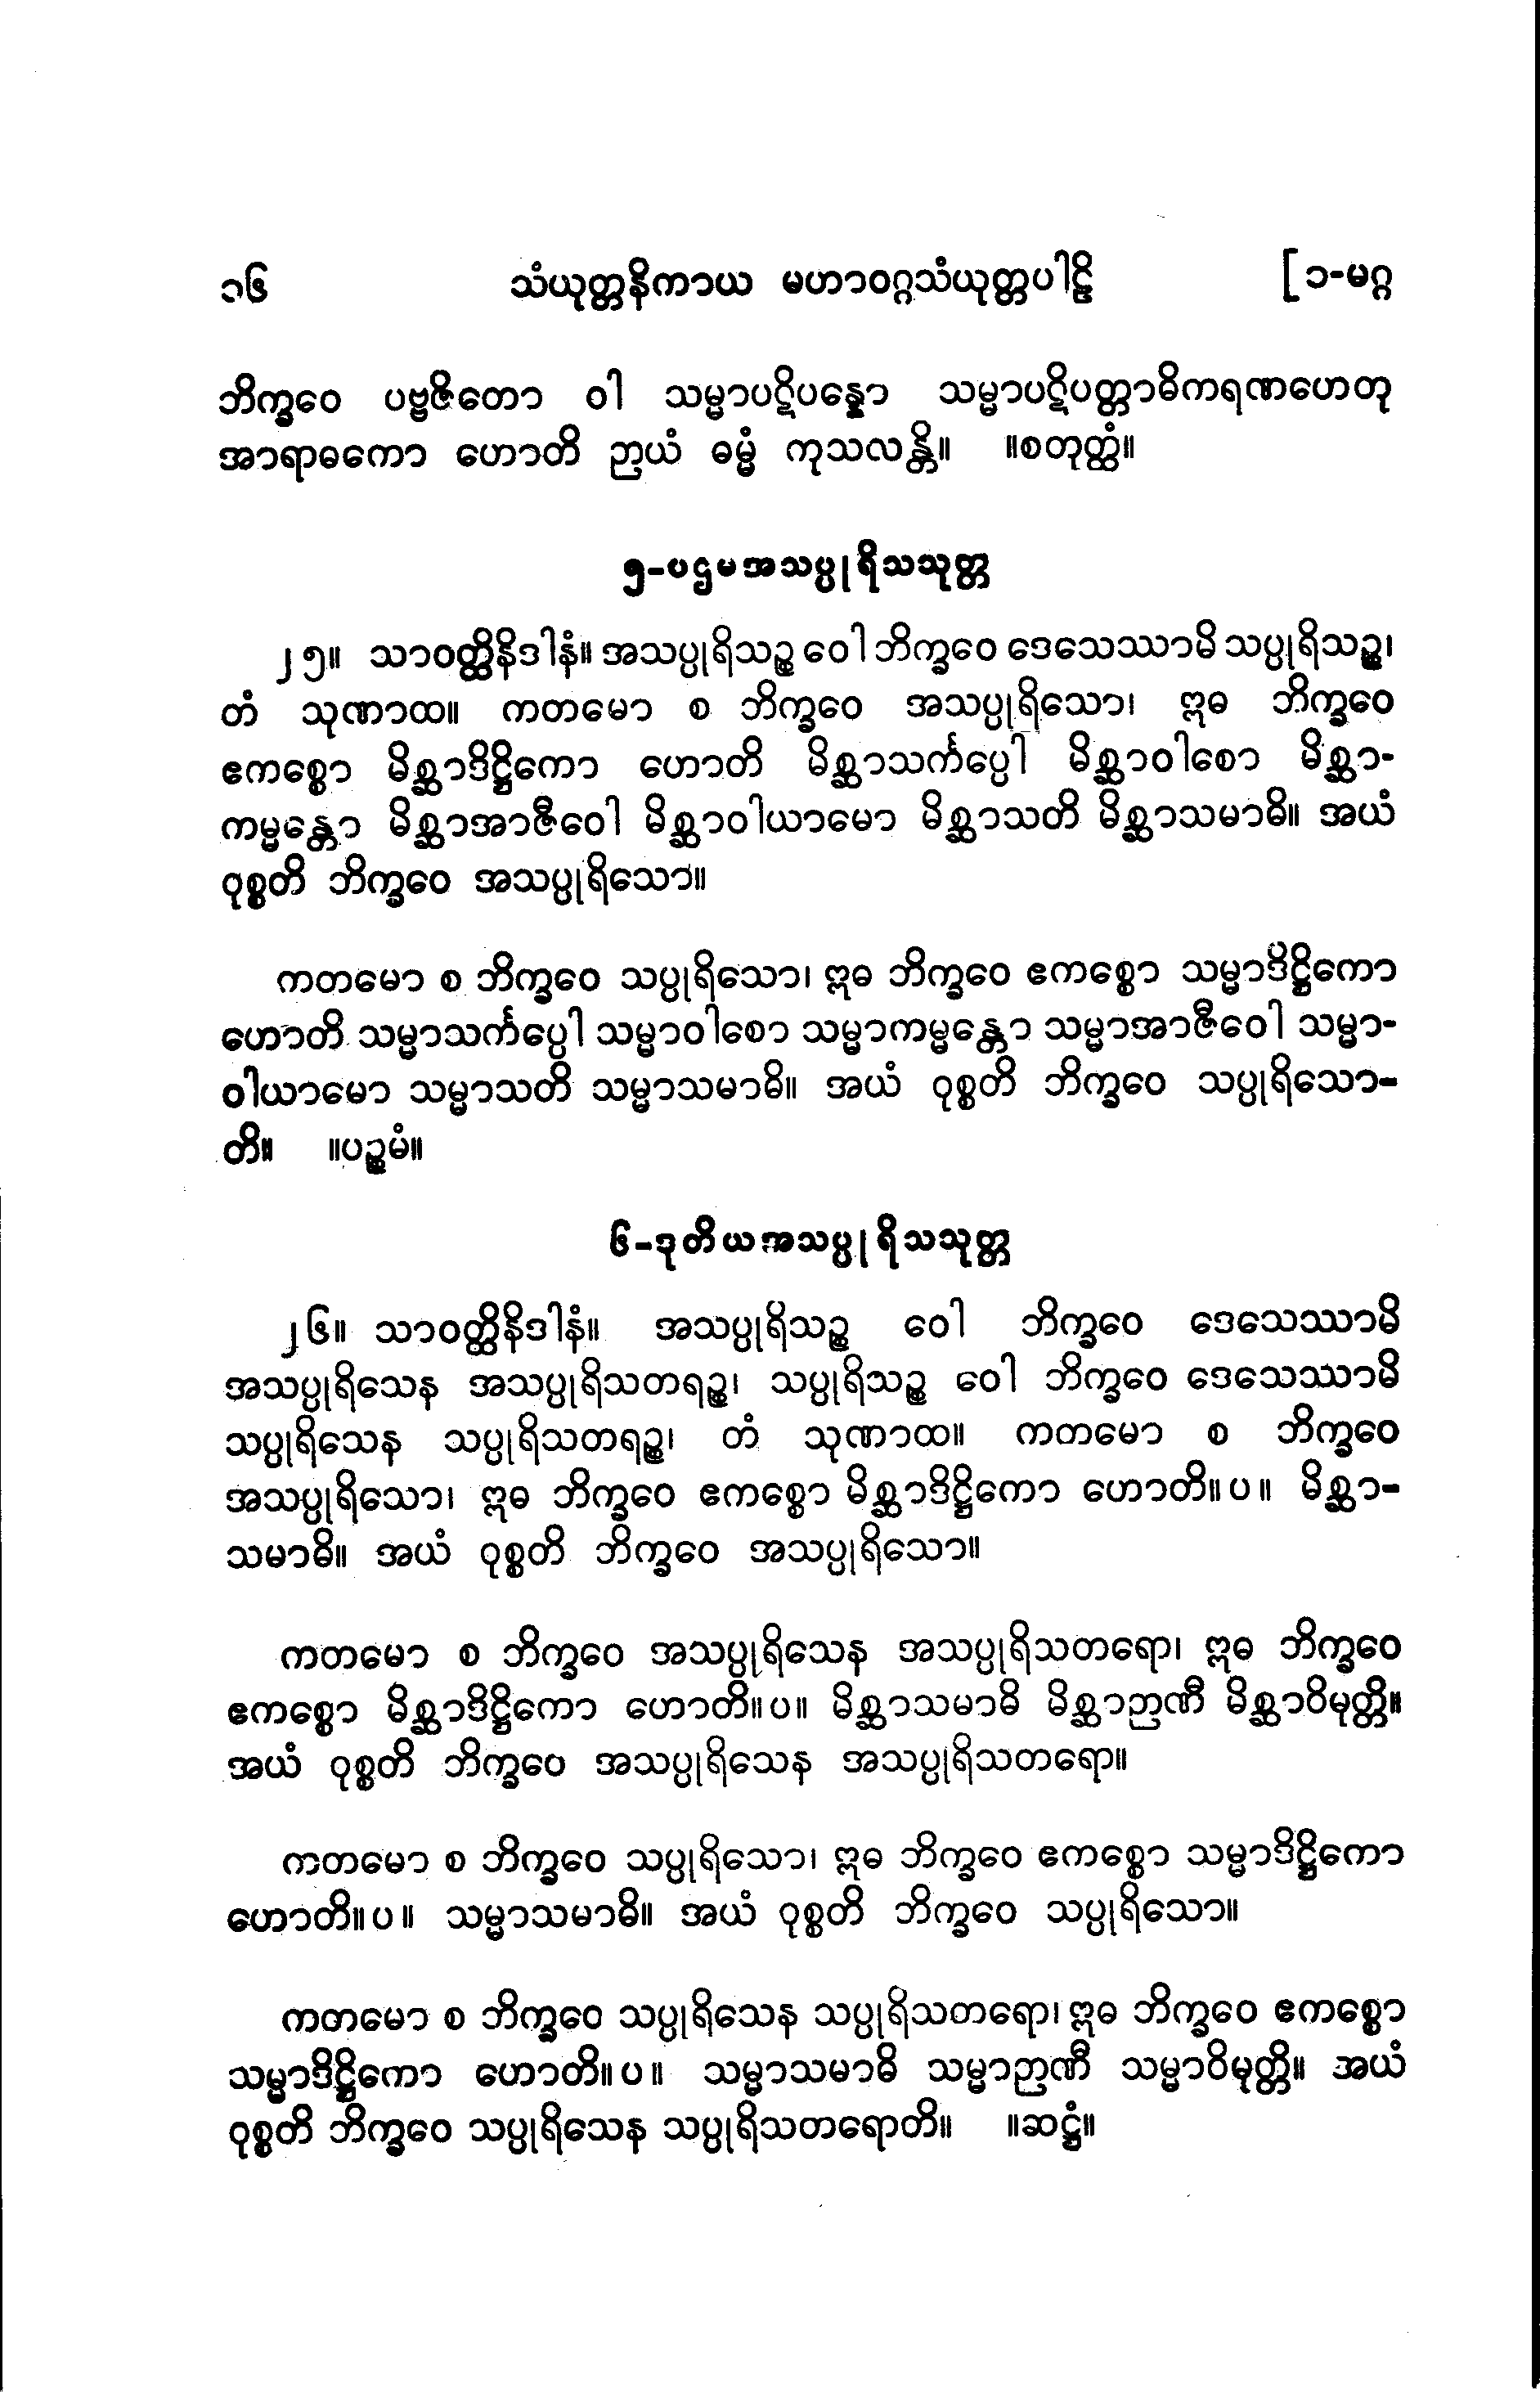 ၁၆ သံယုတ္တနိကာယ မဟာဝဂ္ဂသံယုတ္တပါဠိ [၁-မဂ္ဂ
ဘိက္ခဝေ ပဗ္ဗဇိတော ဝါ သမ္မာပဋိပန္နော သမ္မာပဋိပတ္တာဓိကရဏဟေတု
အာရာဓကော ဟောတိ ဉာယံ ဓမ္မံ ကုသလန္တိ။ ။စတုတ္ထံ။
၅-ပဌမအသပ္ပုရိသသုတ္တ
၂၅။ သာဝတ္ထိနိဒါနံ။ အသပ္ပုရိသဉ္စ ဝေါ ဘိက္ခဝေ ဒေသေဿာမိ သပ္ပုရိသဉ္စ၊
တံ သုဏာထ။ ကတမော စ ဘိက္ခဝေ အသပ္ပုရိသော၊ ဣဓ ဘိက္ခဝေ
ဧကစ္စော မိစ္ဆာဒိဋ္ဌိကော ဟောတိ မိစ္ဆာသင်္ကပ္ပေါ မိစ္ဆာဝါစော မိစ္ဆာ-
ကမ္မန္တော မိစ္ဆာအာဇီဝေါ မိစ္ဆာဝါယာမော မိစ္ဆာသတိ မိစ္ဆာသမာဓိ။ အယံ
ဝုစ္စတိ ဘိက္ခဝေ အသပ္ပုရိသော။
ကတမော စ ဘိက္ခဝေ သပ္ပုရိသော၊ ဣဓ ဘိက္ခဝေ ဧကစ္စော သမ္မာဒိဋ္ဌိကော
ဟောတိ သမ္မာသင်္ကပ္ပေါ သမ္မာဝါစော သမ္မာကမ္မန္တော သမ္မာအာဇီဝေါ သမ္မာ-
ဝါယာမော သမ္မာသတိ သမ္မာသမာဓိ။ အယံ ဝုစ္စတိ ဘိက္ခဝေ သပ္ပုရိသော-
တိ။ ။ပဉ္စမံ။
၆-ဒုတိယအသပ္ပုရိသသုတ္တ
၂၆။ သာဝတ္ထိနိဒါနံ။ အသပ္ပုရိသဉ္စ ဝေါ ဘိက္ခဝေ ဒေသေဿာမိ
အသပ္ပုရိသေန အသပ္ပုရိသတရဉ္စ၊ သပ္ပုရိသဉ္စ ဝေါ ဘိက္ခဝေ ဒေသေဿာမိ
သပ္ပုရိသေန သပ္ပုရိသတရဉ္စ၊ တံ သုဏာထ။ ကတမော စ ဘိက္ခဝေ
အသပ္ပုရိသော၊ ဣဓ ဘိက္ခဝေ ဧကစ္စော မိစ္ဆာဒိဋ္ဌိကော ဟောတိ။ပ။ မိစ္ဆာ-
သမာဓိ။ အယံ ဝုစ္စတိ ဘိက္ခဝေ အသပ္ပုရိသော။
ကတမော စ ဘိက္ခဝေ အသပ္ပုရိသေန အသပ္ပုရိသတရော၊ ဣဓ ဘိက္ခဝေ
ဧကစ္စော မိစ္ဆာဒိဋ္ဌိကော ဟောတိ။ပ။ မိစ္ဆာသမာဓိ မိစ္ဆာဉာဏီ မိစ္ဆာဝိမုတ္တိ။
အယံ ဝုစ္စတိ ဘိက္ခဝေ အသပ္ပုရိသေန အသပ္ပုရိသတရော။
ကတမော စ ဘိက္ခဝေ သပ္ပုရိသော၊ ဣဓ ဘိက္ခဝေ ဧကစ္စော သမ္မာဒိဋ္ဌိကော
ဟောတိ။ပ။ သမ္မာသမာဓိ။ အယံ ဝုစ္စတိ ဘိက္ခဝေ သပ္ပုရိသော။
ကတမော စ ဘိက္ခဝေ သပ္ပုရိသေန သပ္ပုရိသတရော၊ ဣဓ ဘိက္ခဝေ ဧကစ္စော
သမ္မာဒိဋ္ဌိကော ဟောတိ။ပ။ သမ္မာသမာဓိ သမ္မာဉာဏီ သမ္မာဝိမုတ္တိ။ အယံ
ဝုစ္စတိ ဘိက္ခဝေ သပ္ပုရိသေန သပ္ပုရိသတရောတိ။ ။ဆဋ္ဌံ။